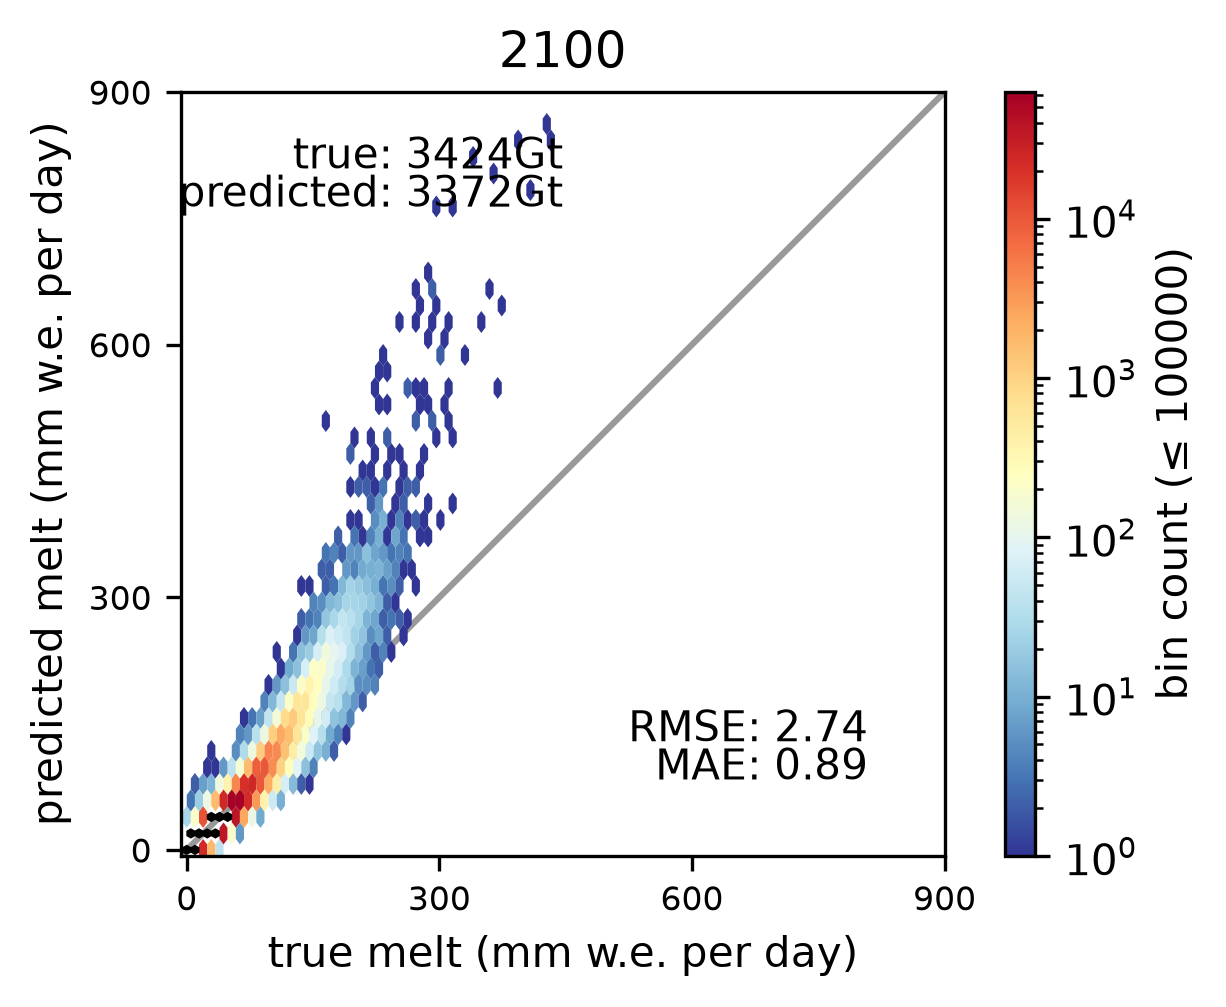 2100
900
600
300
0
0
300
600
900
predicted melt (mm w.e. per day)
true melt (mm w.e. per day)
true: 3424Gt
predicted: 3372Gt
RMSE: 2.74
MAE: 0.89
10⁴
10³
10²
10¹
10⁰
bin count (≤ 100000)